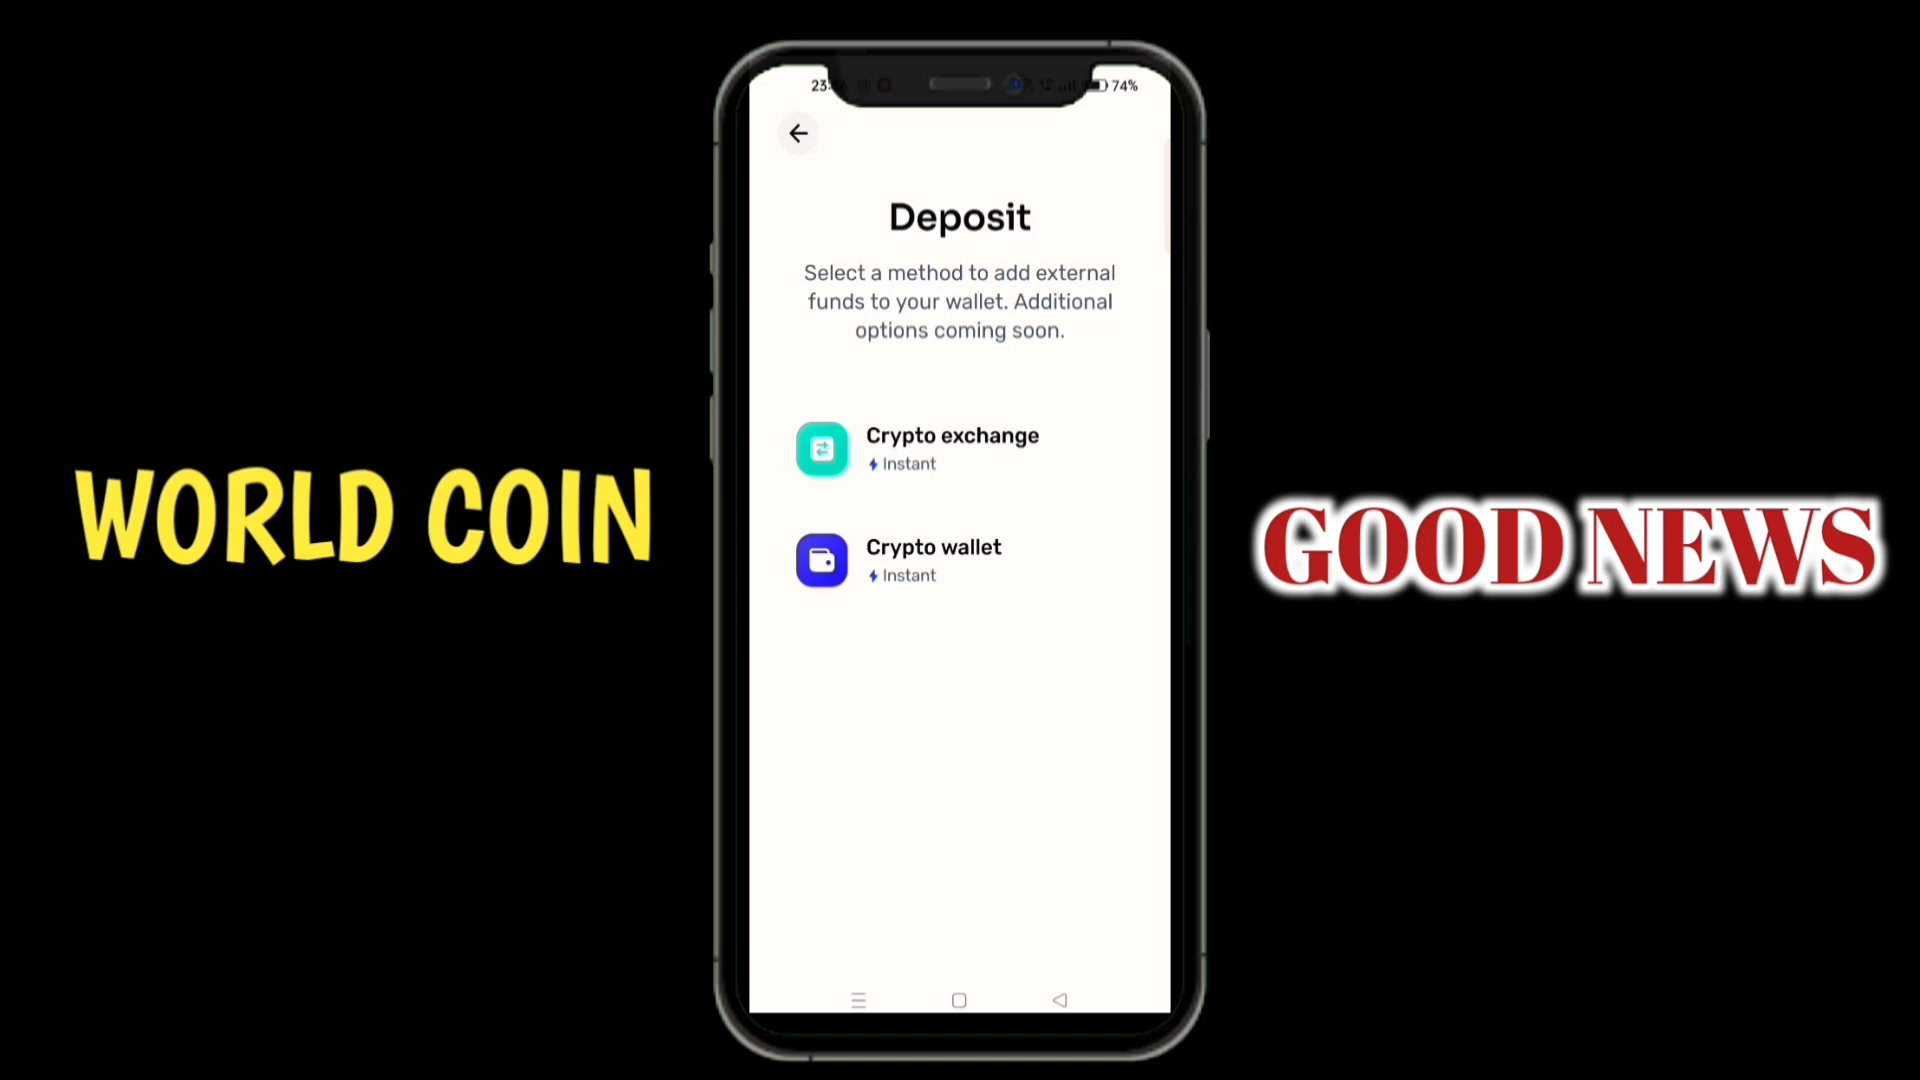 74%
Deposit
Select a method to add external
funds to your wallet. Additional
options coming soon.
Crypto exchange
Instant
Crypto wallet
Instant
WORLD COIN
GOOD NEWS